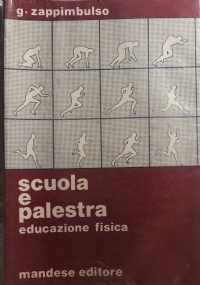 g. zappimbulso
scuola
e
palestra
educazione fisica
mandese editore